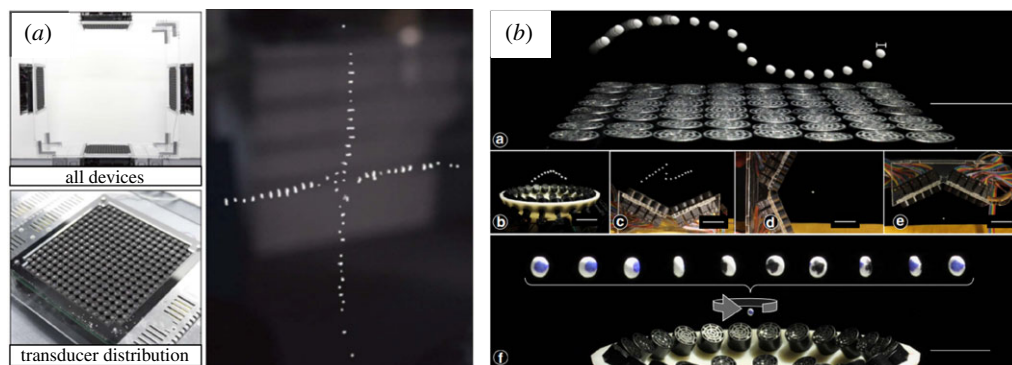 (a)
all devices
transducer distribution
(b)
a
b
c
d
e
f